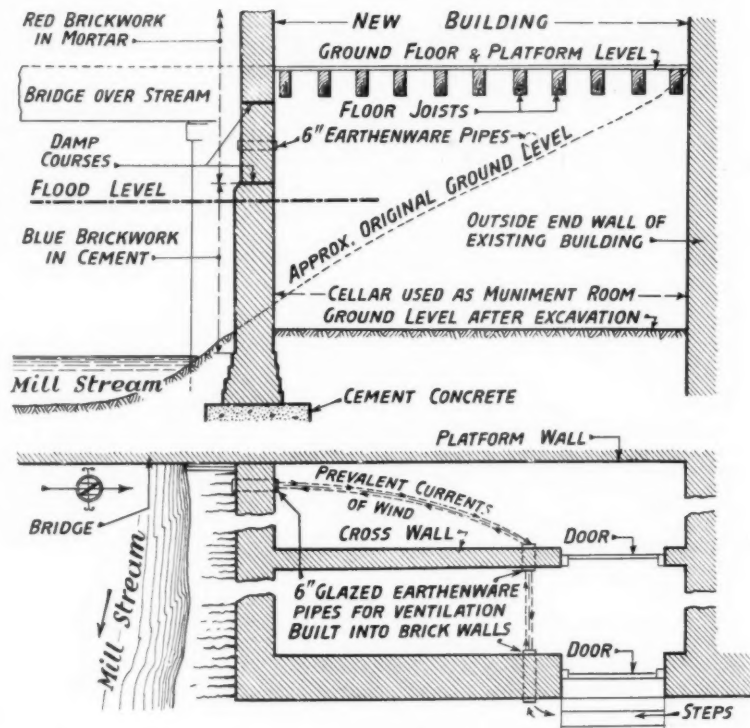 RED BRICKWORK
IN MORTAR
NEW BUILDING
GROUND FLOOR & PLATFORM LEVEL
BRIDGE OVER STREAM
FLOOR JOISTS
DAMP
COURSES
6" EARTHENWARE PIPES
FLOOD LEVEL
APPROX. ORIGINAL GROUND LEVEL
BLUE BRICKWORK
IN CEMENT
OUTSIDE END WALL OF
EXISTING BUILDING
CELLAR USED AS MUNIMENT ROOM
GROUND LEVEL AFTER EXCAVATION
Mill Stream
CEMENT CONCRETE
PLATFORM WALL
PREVALENT CURRENTS
OF WIND
BRIDGE
CROSS WALL
DOOR
6" GLAZED EARTHENWARE
PIPES FOR VENTILATION
BUILT INTO BRICK WALLS
Mill Stream
DOOR
STEPS